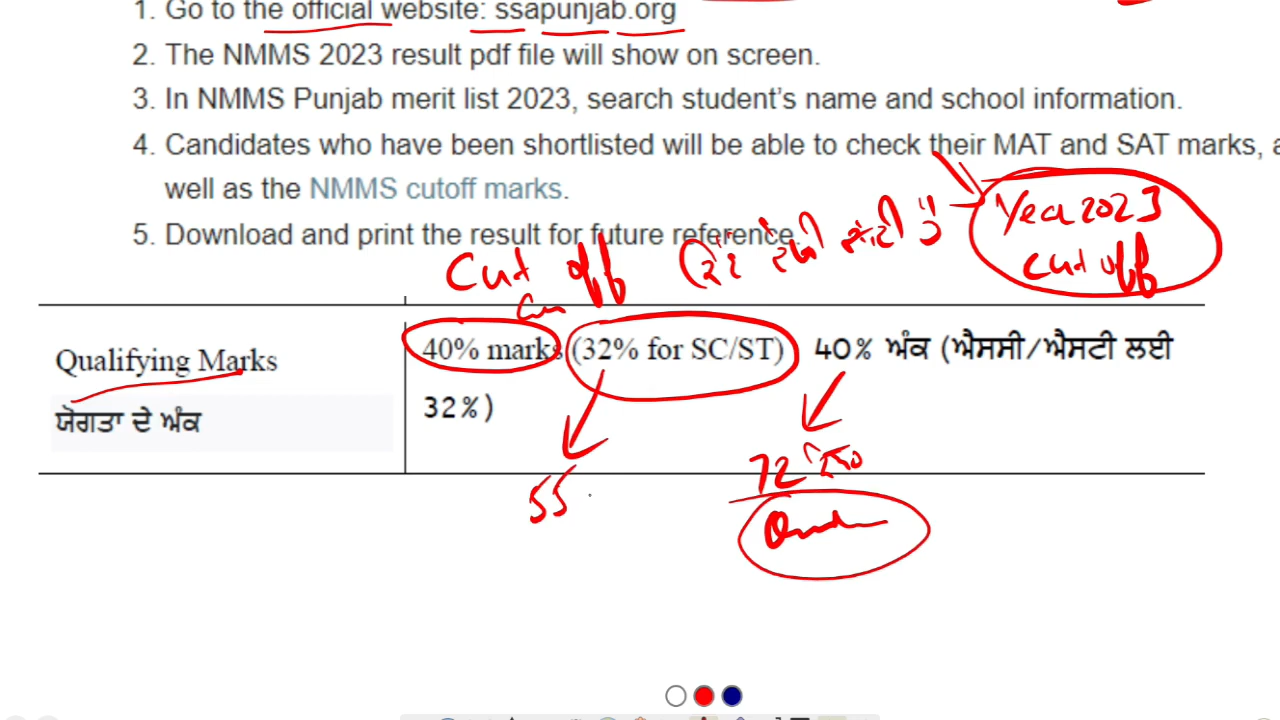 1. Go to the official website: ssapunjab.org
2. The NMMS 2023 result pdf file will show on screen.
3. In NMMS Punjab merit list 2023, search student's name and school information.
4. Candidates who have been shortlisted will be able to check their MAT and SAT marks, a
well as the NMMS cutoff marks.
5. Download and print the result for future reference.
Year 2023
Cut off
Cut off
Qualifying Marks
ਯੋਗਤਾ ਦੇ ਅੰਕ
40% marks (32% for SC/ST) 40% ਅੰਕ (ਐਸਸੀ/ਐਸਟੀ ਲਈ
32%)
55
72